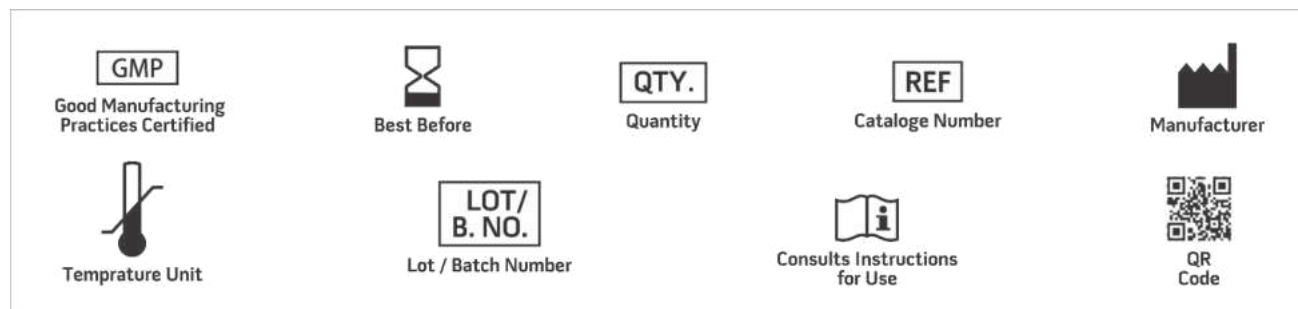 GMP
Good Manufacturing
Practices Certified
Best Before
QTY.
Quantity
REF
Cataloge Number
Manufacturer
Temprature Unit
LOT/
B. NO.
Lot / Batch Number
i
Consults Instructions
for Use
QR
Code